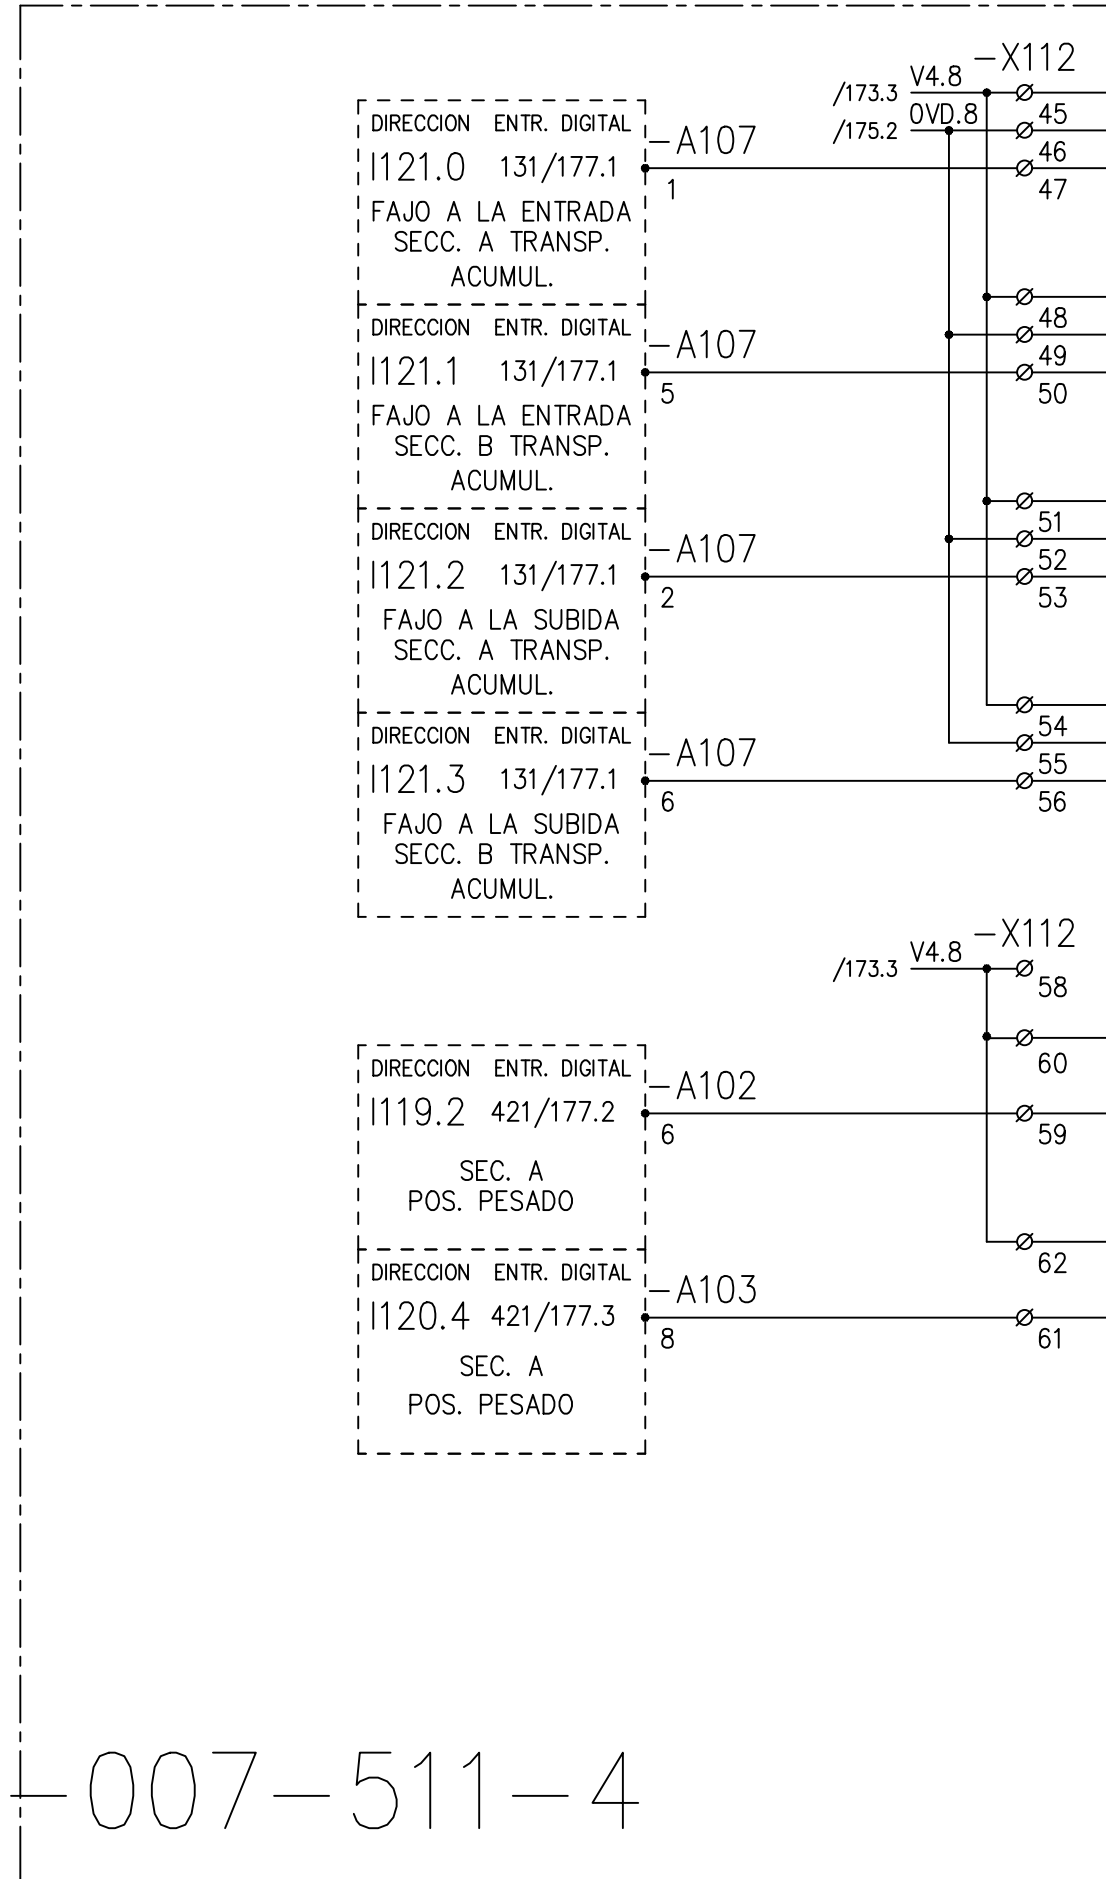 -X112
/173.3 V4.8
45
/175.2 0VD.8
46
DIRECCION ENTR. DIGITAL
-A107
I121.0 131/177.1
1
47
FAJO A LA ENTRADA
SECC. A TRANSP.
ACUMUL.
48
DIRECCION ENTR. DIGITAL
-A107
49
I121.1 131/177.1
5
50
FAJO A LA ENTRADA
SECC. B TRANSP.
ACUMUL.
51
DIRECCION ENTR. DIGITAL
-A107
52
I121.2 131/177.1
2
53
FAJO A LA SUBIDA
SECC. A TRANSP.
ACUMUL.
54
DIRECCION ENTR. DIGITAL
-A107
55
I121.3 131/177.1
6
56
FAJO A LA SUBIDA
SECC. B TRANSP.
ACUMUL.
-X112
/173.3 V4.8
58
60
DIRECCION ENTR. DIGITAL
-A102
I119.2 421/177.2
6
59
SEC. A
POS. PESADO
62
DIRECCION ENTR. DIGITAL
-A103
I120.4 421/177.3
8
61
SEC. A
POS. PESADO
-007-511-4